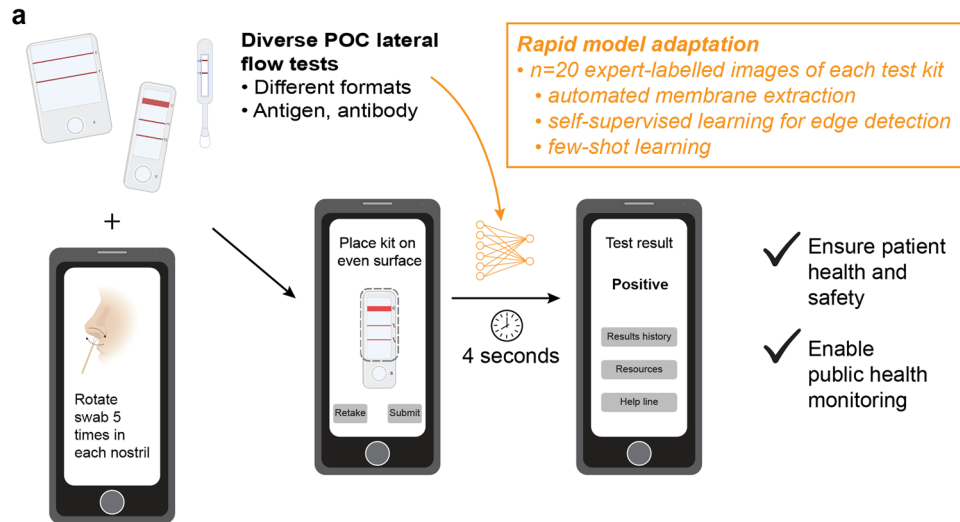 a
Diverse POC lateral
flow tests
• Different formats
• Antigen, antibody
Rapid model adaptation
• n=20 expert-labelled images of each test kit
• automated membrane extraction
• self-supervised learning for edge detection
• few-shot learning
+
Rotate
swab 5
times in
each nostril
Place kit on
even surface
Retake
Submit
4 seconds
Test result
Positive
Results history
Resources
Help line
Ensure patient
health and
safety
Enable
public health
monitoring